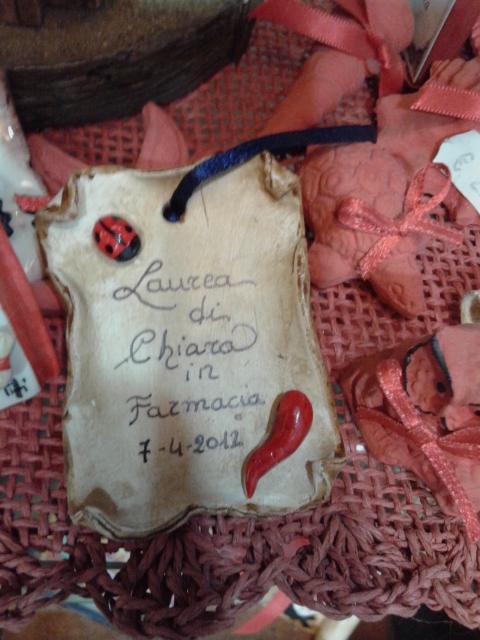 Laurea
di
Chiara
in
Farmacia
7-4-2012